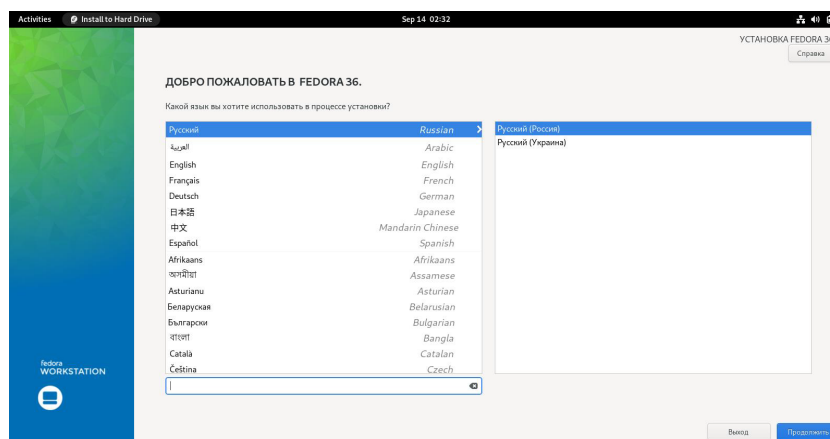 Activities Install to Hard Drive Sep 14 02:32
УСТАНОВКА FEDORA 36
Справка
ДОБРО ПОЖАЛОВАТЬ В FEDORA 36.
Какой язык вы хотите использовать в процессе установки?
Русский Russian
العربية Arabic
English English
Français French
Deutsch German
日本語 Japanese
中文 Mandarin Chinese
Español Spanish
Afrikaans Afrikaans
অসমীয়া Assamese
Asturianu Asturian
Беларуская Belarusian
Български Bulgarian
বাংলা Bangla
Català Catalan
Čeština Czech
Русский (Россия)
Русский (Украина)
fedora
WORKSTATION
Выход Продолжить